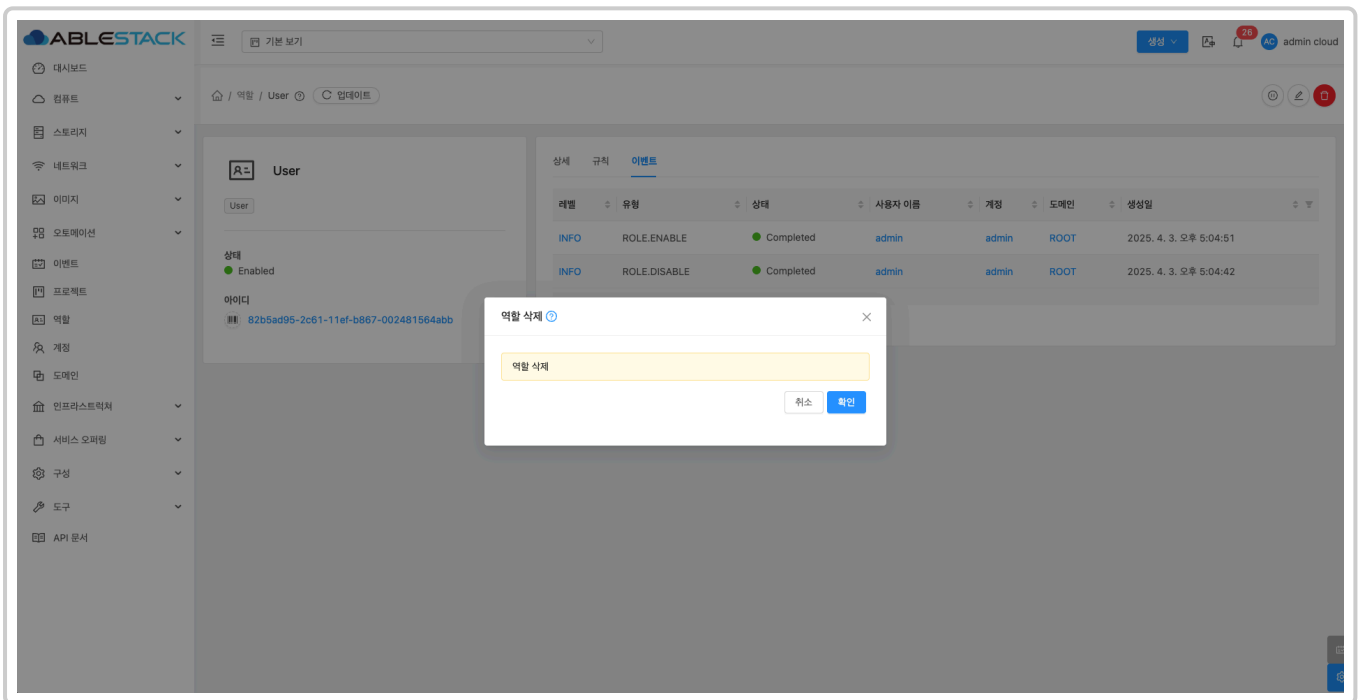 ABLESTACK
기본 보기
생성
26
AC
admin cloud
대시보드
컴퓨트
스토리지
네트워크
이미지
오토메이션
이벤트
프로젝트
역할
계정
도메인
인프라스트럭쳐
서비스 오퍼링
구성
도구
API 문서
/ 역할 / User
업데이트
User
User
상태
Enabled
아이디
82b5ad95-2c61-11ef-b867-002481564abb
상세 규칙 이벤트
레벨 유형 상태 사용자 이름 계정 도메인 생성일
INFO ROLE.ENABLE Completed admin admin ROOT 2025. 4. 3. 오후 5:04:51
INFO ROLE.DISABLE Completed admin admin ROOT 2025. 4. 3. 오후 5:04:42
역할 삭제
역할 삭제
취소 확인